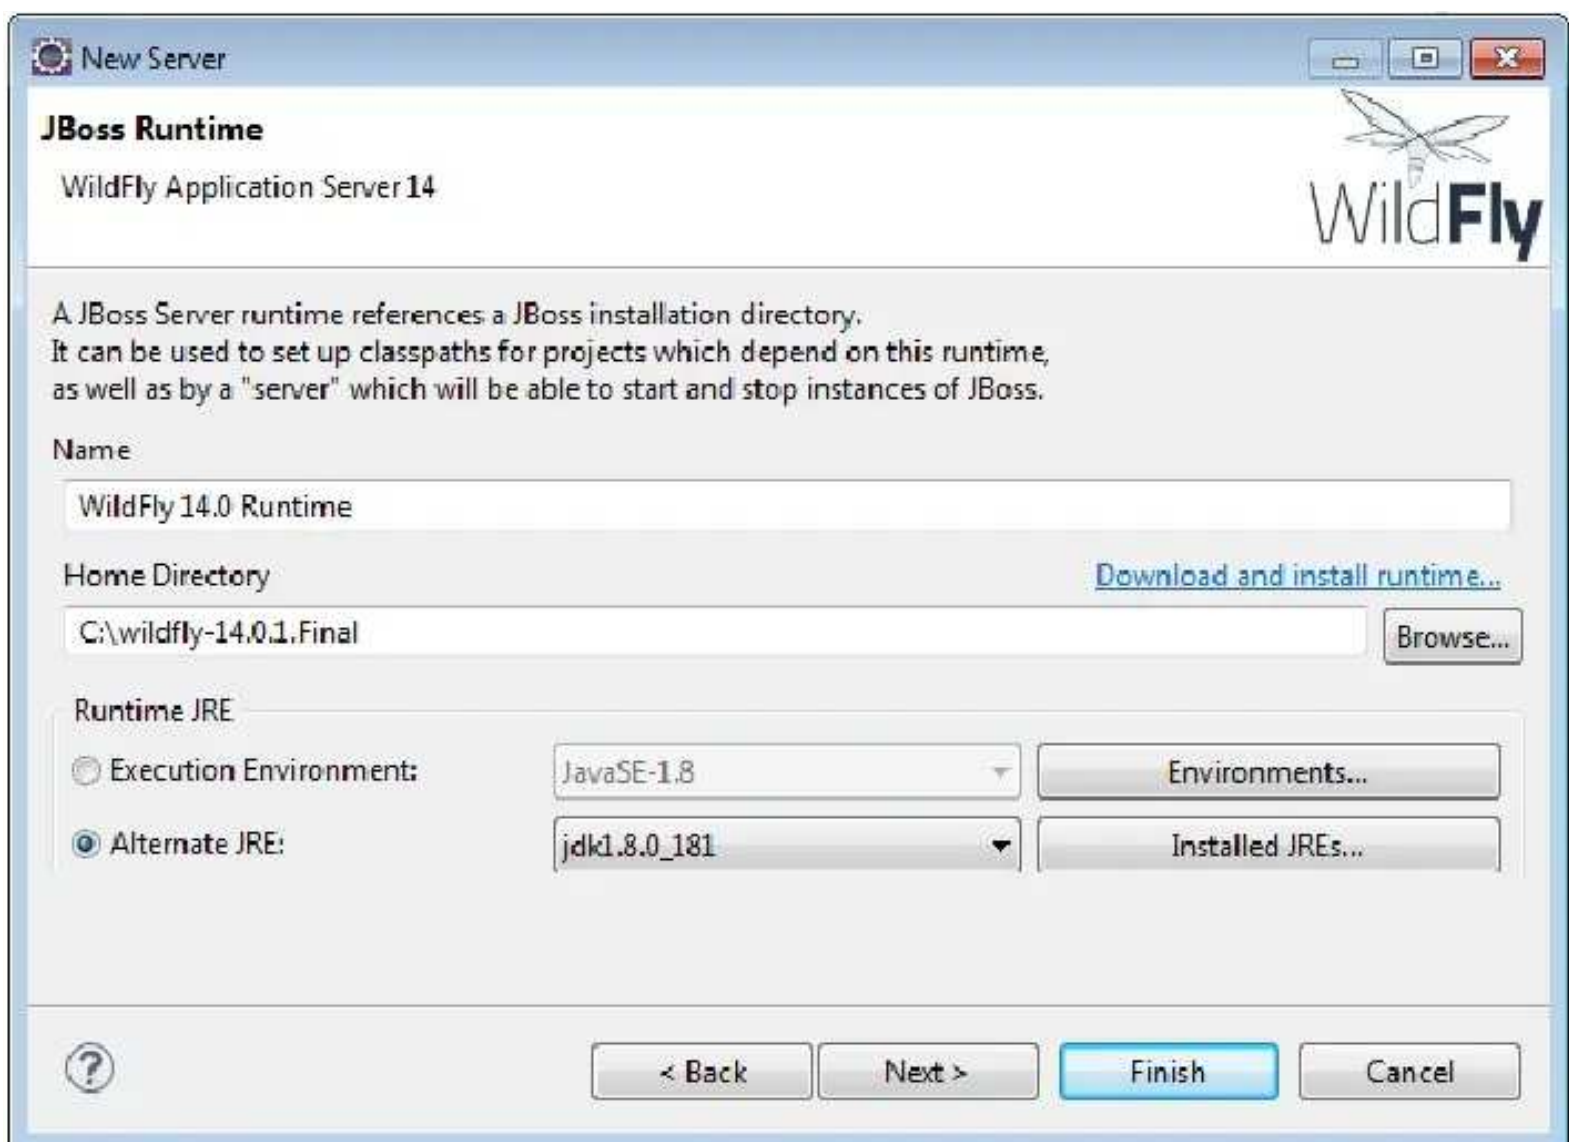 New Server
JBoss Runtime
WildFly Application Server 14
WildFly
A JBoss Server runtime references a JBoss installation directory.
It can be used to set up classpaths for projects which depend on this runtime,
as well as by a "server" which will be able to start and stop instances of JBoss.
Name
WildFly 14.0 Runtime
Home Directory
Download and install runtime...
C:\wildfly-14.0.1.Final
Browse...
Runtime JRE
Execution Environment:
JavaSE-1.8
Environments...
Alternate JRE:
jdk1.8.0_181
Installed JREs...
?
< Back
Next >
Finish
Cancel